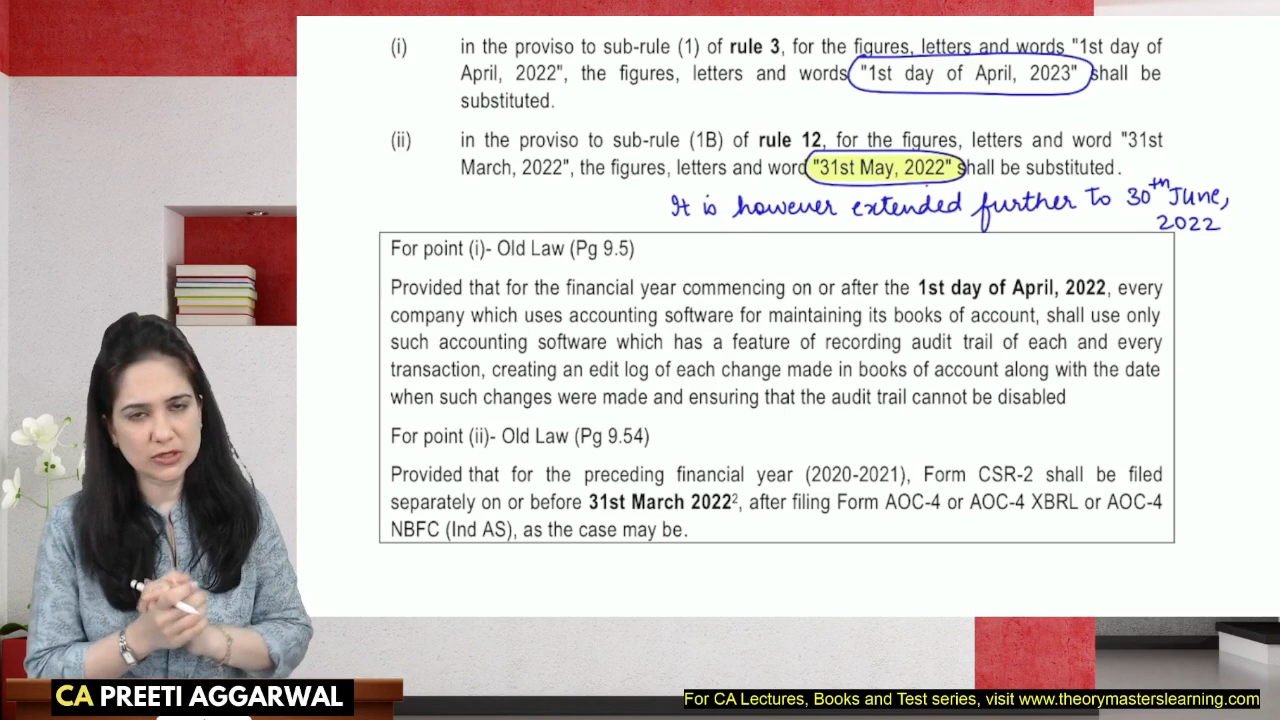 (i) in the proviso to sub-rule (1) of rule 3, for the figures, letters and words "1st day of
April, 2022", the figures, letters and words "1st day of April, 2023" shall be
substituted.
(ii) in the proviso to sub-rule (1B) of rule 12, for the figures, letters and word "31st
March, 2022", the figures, letters and word "31st May, 2022" shall be substituted.
It is however extended further to 30th June,
2022
For point (i)- Old Law (Pg 9.5)
Provided that for the financial year commencing on or after the 1st day of April, 2022, every
company which uses accounting software for maintaining its books of account, shall use only
such accounting software which has a feature of recording audit trail of each and every
transaction, creating an edit log of each change made in books of account along with the date
when such changes were made and ensuring that the audit trail cannot be disabled
For point (ii)- Old Law (Pg 9.54)
Provided that for the preceding financial year (2020-2021), Form CSR-2 shall be filed
separately on or before 31st March 2022², after filing Form AOC-4 or AOC-4 XBRL or AOC-4
NBFC (Ind AS), as the case may be.
CA PREETI AGGARWAL
For CA Lectures, Books and Test series, visit www.theorymasterslearning.com